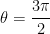 θ = 3π/2